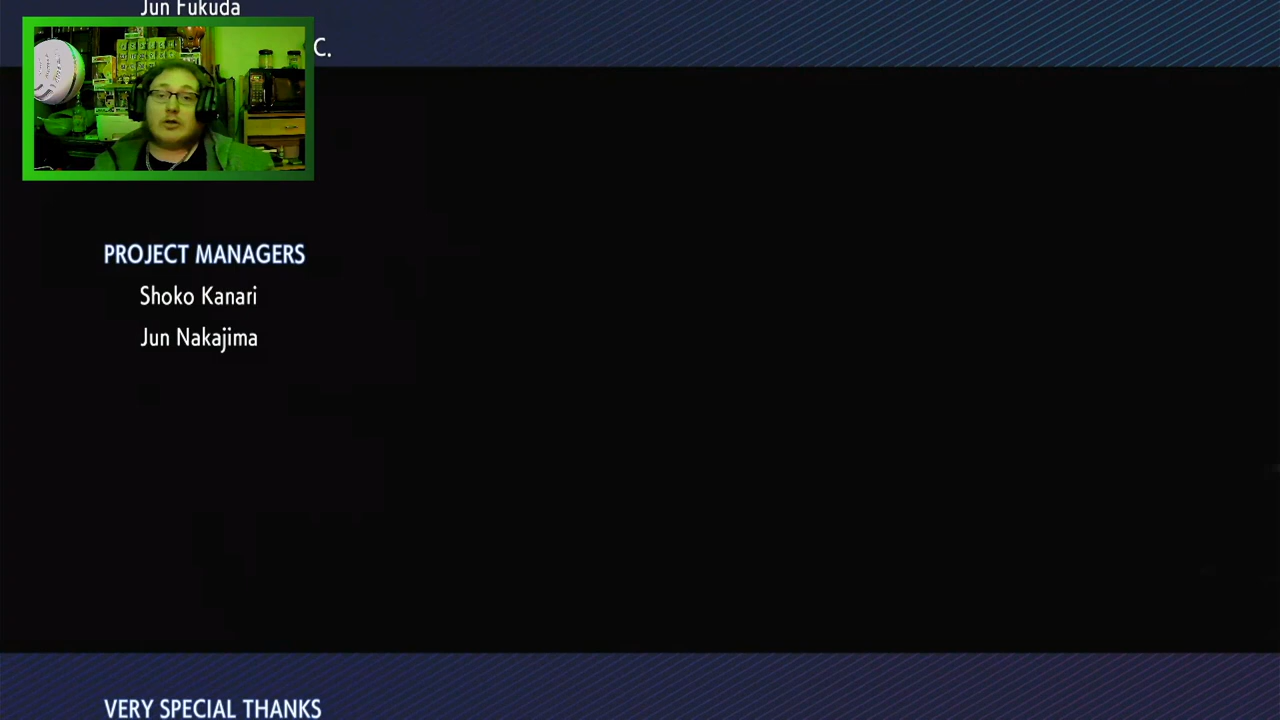 Jun Fukuda
C.
PROJECT MANAGERS
Shoko Kanari
Jun Nakajima
VERY SPECIAL THANKS